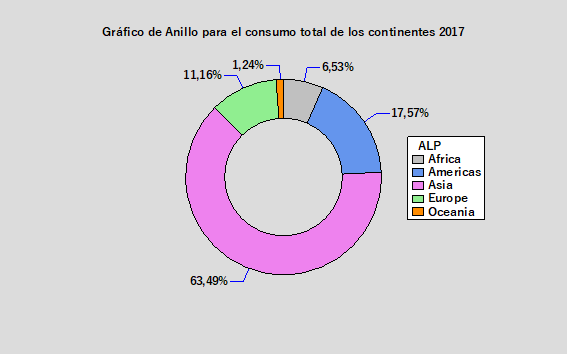 Gráfico de Anillo para el consumo total de los continentes 2017
1,24%
6,53%
11,16%
17,57%
ALP
Africa
Americas
Asia
Europe
Oceania
63,49%